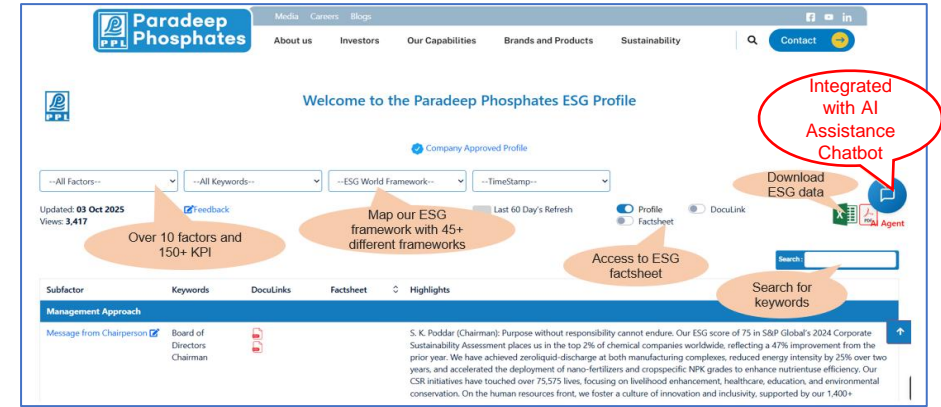 Paradeep
Phosphates
PPL
Media Careers Blogs
in
About us Investors Our Capabilities Brands and Products Sustainability Contact
PPL
Welcome to the Paradeep Phosphates ESG Profile
Integrated
with AI
Assistance
Chatbot
Company Approved Profile
--All Factors-- --All Keywords-- --ESG World Framework-- --TimeStamp--
Download
ESG data
Updated: 03 Oct 2025 Feedback Last 60 Day's Refresh Profile DocuLink
Views: 3,417 Factsheet
AI Agent
Over 10 factors and
150+ KPI
Map our ESG
framework with 45+
different frameworks
Access to ESG
factsheet
Search :
Search for
keywords
Subfactor Keywords DocuLinks Factsheet Highlights
Management Approach
Message from Chairperson Board of
Directors
Chairman
S. K. Poddar (Chairman): Purpose without responsibility cannot endure. Our ESG score of 75 in S&P Global's 2024 Corporate
Sustainability Assessment places us in the top 2% of chemical companies worldwide, reflecting a 47% improvement from the
prior year. We have achieved zeroliquid-discharge at both manufacturing complexes, reduced energy intensity by 25% over two
years, and accelerated the deployment of nano-fertilizers and cropspecific NPK grades to enhance nutrientuse efficiency. Our
CSR initiatives have touched over 75,575 lives, focusing on livelihood enhancement, healthcare, education, and environmental
conservation. On the human resources front, we foster a culture of innovation and inclusivity, supported by our 1,400+